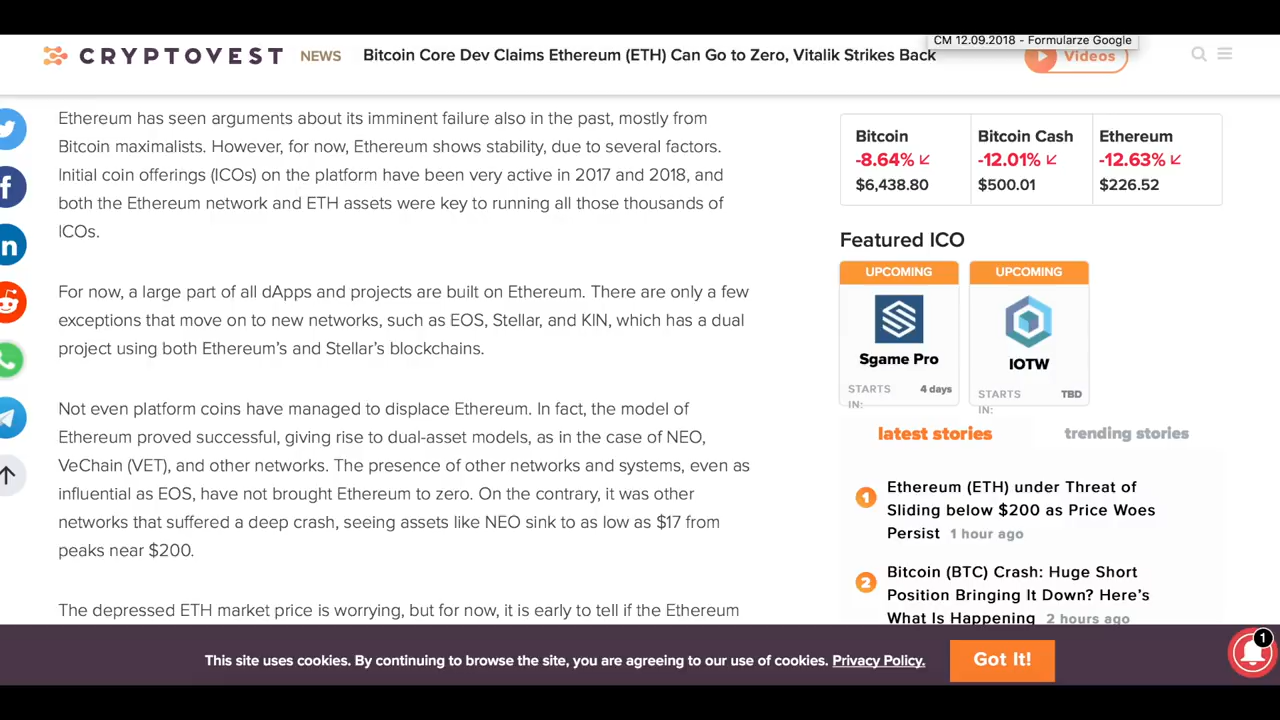 CM 12.09.2018 - Formularze Google
CRYPTOVEST NEWS Bitcoin Core Dev Claims Ethereum (ETH) Can Go to Zero, Vitalik Strikes Back Videos
Ethereum has seen arguments about its imminent failure also in the past, mostly from
Bitcoin maximalists. However, for now, Ethereum shows stability, due to several factors.
Initial coin offerings (ICOs) on the platform have been very active in 2017 and 2018, and
both the Ethereum network and ETH assets were key to running all those thousands of
ICOs.
For now, a large part of all dApps and projects are built on Ethereum. There are only a few
exceptions that move on to new networks, such as EOS, Stellar, and KIN, which has a dual
project using both Ethereum’s and Stellar’s blockchains.
Not even platform coins have managed to displace Ethereum. In fact, the model of
Ethereum proved successful, giving rise to dual-asset models, as in the case of NEO,
VeChain (VET), and other networks. The presence of other networks and systems, even as
influential as EOS, have not brought Ethereum to zero. On the contrary, it was other
networks that suffered a deep crash, seeing assets like NEO sink to as low as $17 from
peaks near $200.
The depressed ETH market price is worrying, but for now, it is early to tell if the Ethereum
Bitcoin Bitcoin Cash Ethereum
-8.64% -12.01% -12.63%
$6,438.80 $500.01 $226.52
Featured ICO
UPCOMING UPCOMING
Sgame Pro IOTW
STARTS IN: 4 days STARTS IN: TBD
latest stories trending stories
1 Ethereum (ETH) under Threat of
Sliding below $200 as Price Woes
Persist 1 hour ago
2 Bitcoin (BTC) Crash: Huge Short
Position Bringing It Down? Here’s
What Is Happening 2 hours ago
This site uses cookies. By continuing to browse the site, you are agreeing to our use of cookies. Privacy Policy. Got It!
1